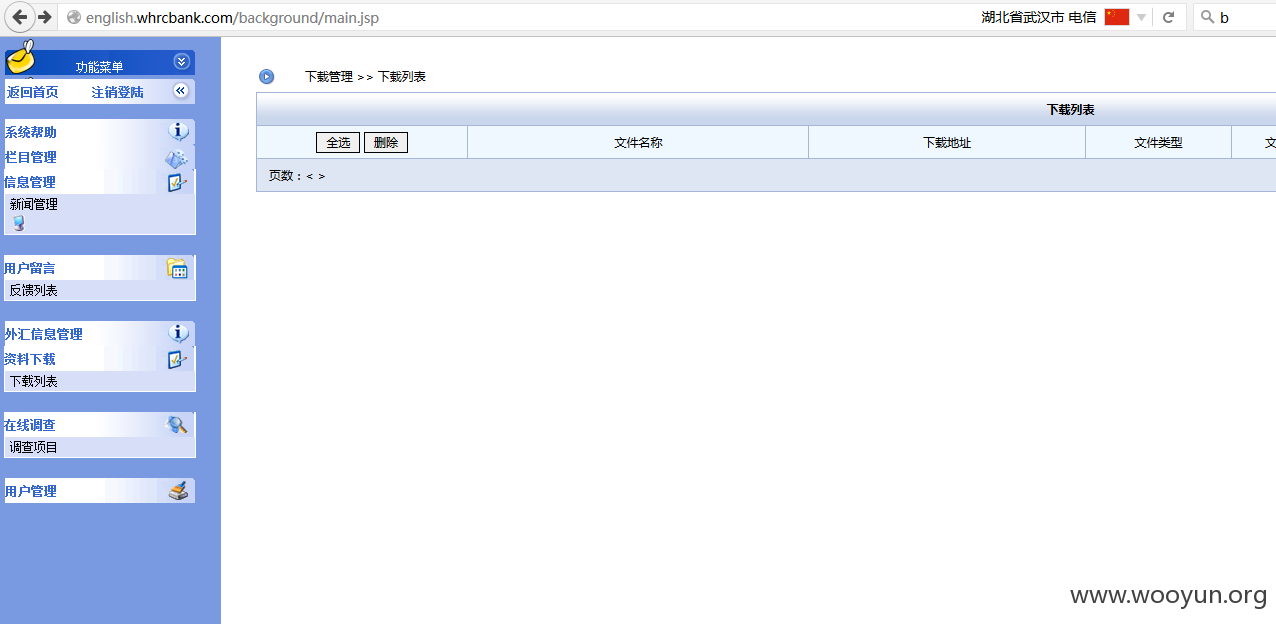 english.whrcbank.com/background/main.jsp 湖北省武汉市 电信 b
功能菜单
返回首页 注销登陆
系统帮助
栏目管理
信息管理
新闻管理
用户留言
反馈列表
外汇信息管理
资料下载
下载列表
在线调查
调查项目
用户管理
下载管理 >> 下载列表
下载列表
全选 删除 文件名称 下载地址 文件类型 文
页数：< >
www.wooyun.org